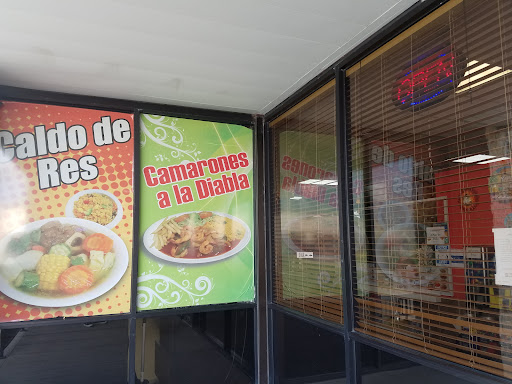 Caldo de
Res
Camarones
a la Diabla
OPEN